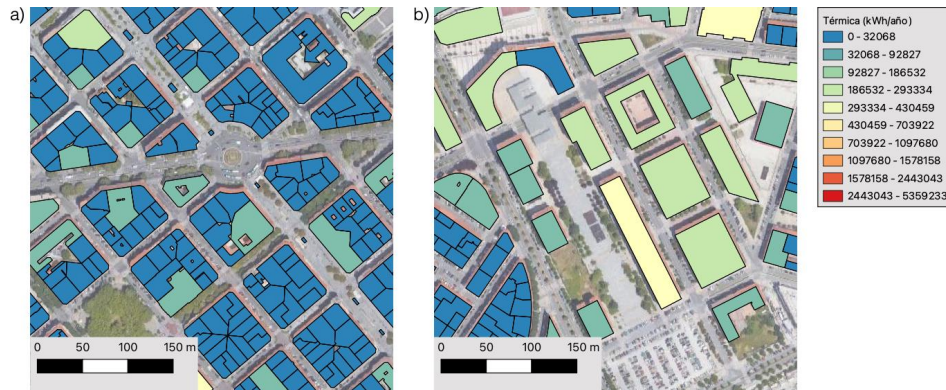 a)
b)
Térmica (kWh/año)
0 - 32068
32068 - 92827
92827 - 186532
186532 - 293334
293334 - 430459
430459 - 703922
703922 - 1097680
1097680 - 1578158
1578158 - 2443043
2443043 - 5359233
0 50 100 150 m
0 50 100 150 m